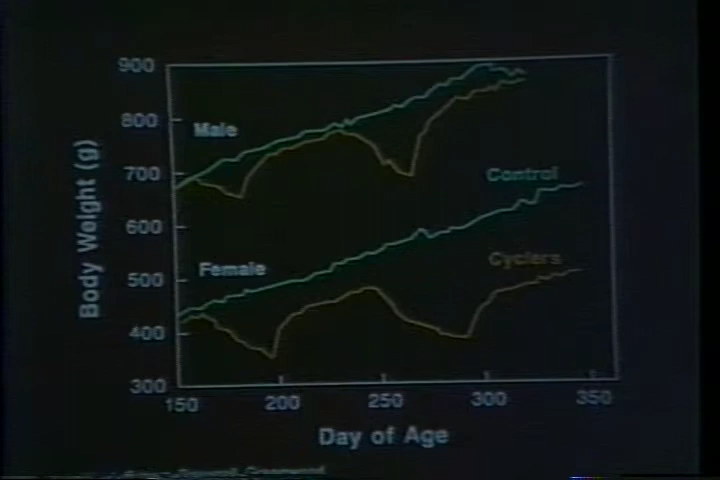 900
800
Male
700
Control
600
Female
Cyclers
500
400
300
150 200 250 300 350
Day of Age
Body Weight (g)